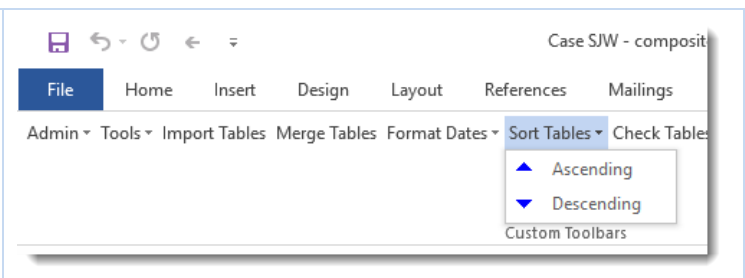 Case SJW - composit
File Home Insert Design Layout References Mailings
Admin Tools Import Tables Merge Tables Format Dates Sort Tables Check Tables
Ascending
Descending
Custom Toolbars